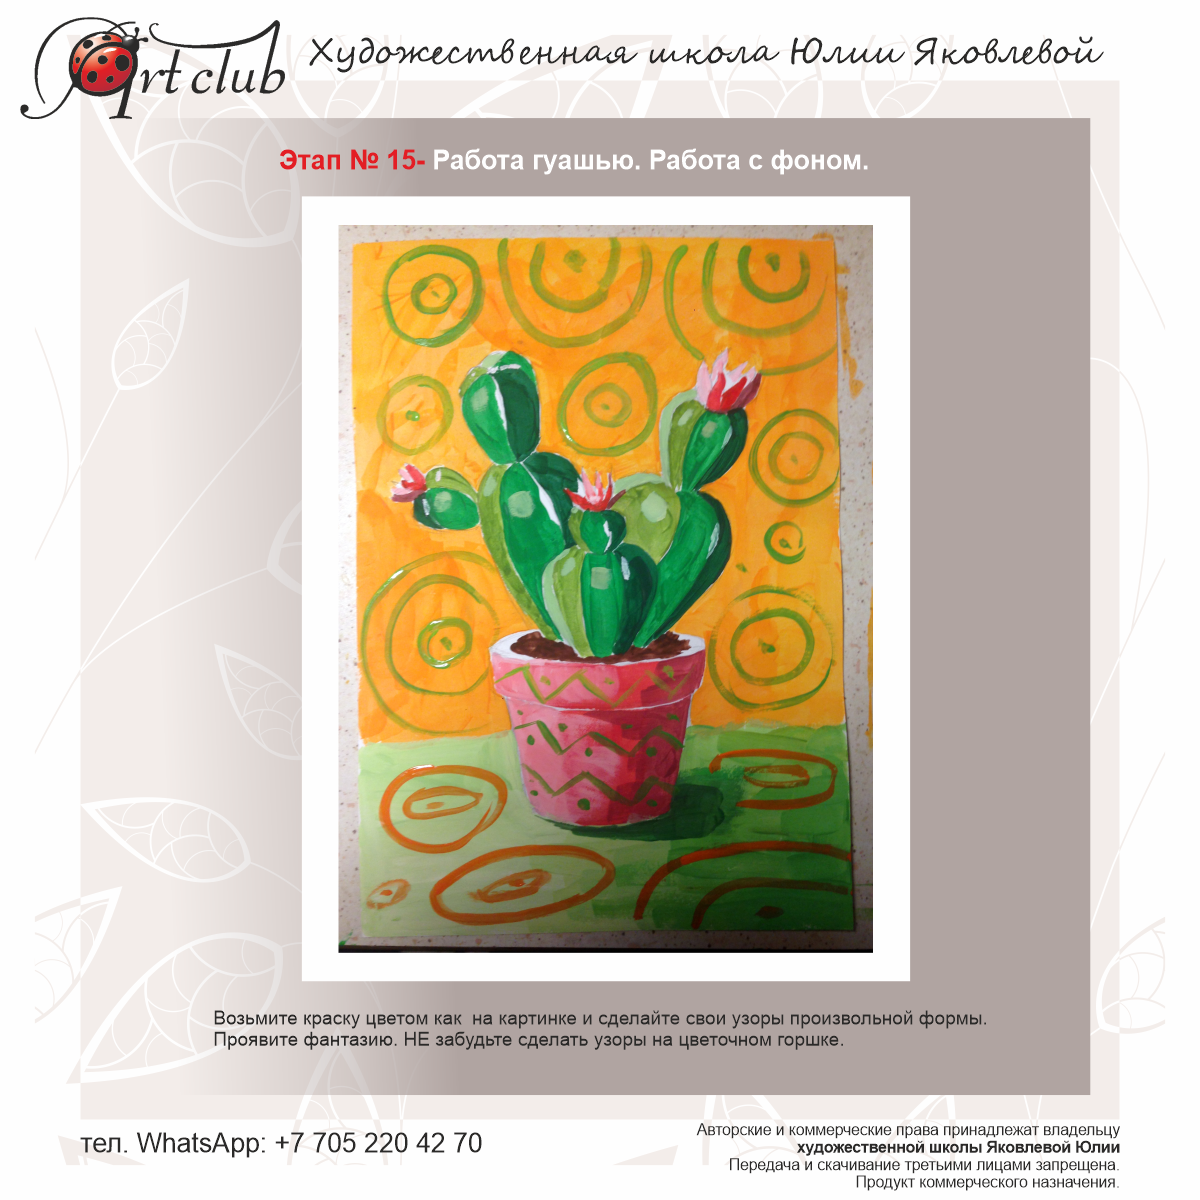 Art club
Художественная школа Юлии Яковлевой
Этап № 15- Работа гуашью. Работа с фоном.
Возьмите краску цветом как  на картинке и сделайте свои узоры произвольной формы.
Проявите фантазию. НЕ забудьте сделать узоры на цветочном горшке.
тел. WhatsApp: +7 705 220 42 70
Авторские и коммерческие права принадлежат владельцу
художественной школы Яковлевой Юлии
Передача и скачивание третьими лицами запрещена.
Продукт коммерческого назначения.